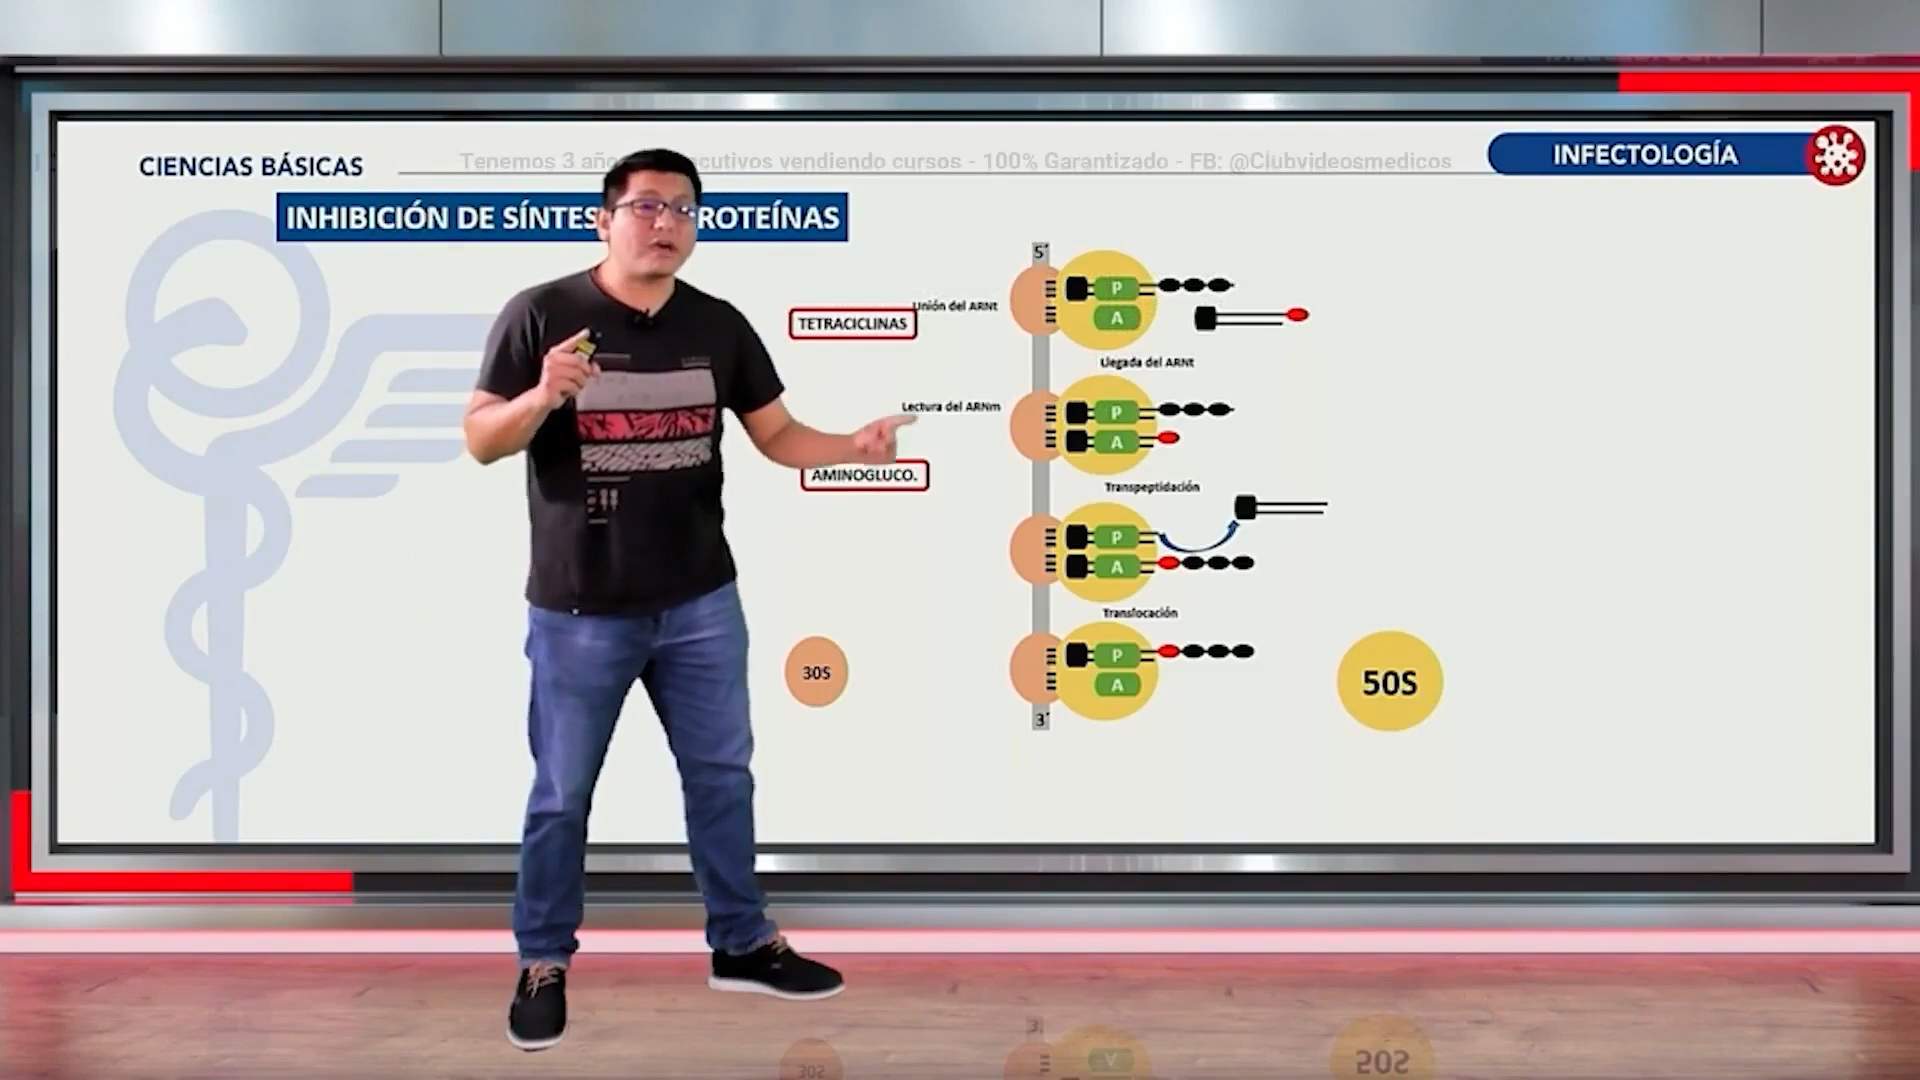 CIENCIAS BÁSICAS
Tenemos 3 año cutivos vendiendo cursos - 100% Garantizado - FB: @Clubvideosmedicos
INFECTOLOGÍA
INHIBICIÓN DE SÍNTES ROTEÍNAS
5´
P
A
Unión del ARNt
TETRACICLINAS
Llegada del ARNt
Lectura del ARNm
P
A
AMINOGLUCO.
Transpeptidación
P
A
Translocación
P
A
30S
50S
3´